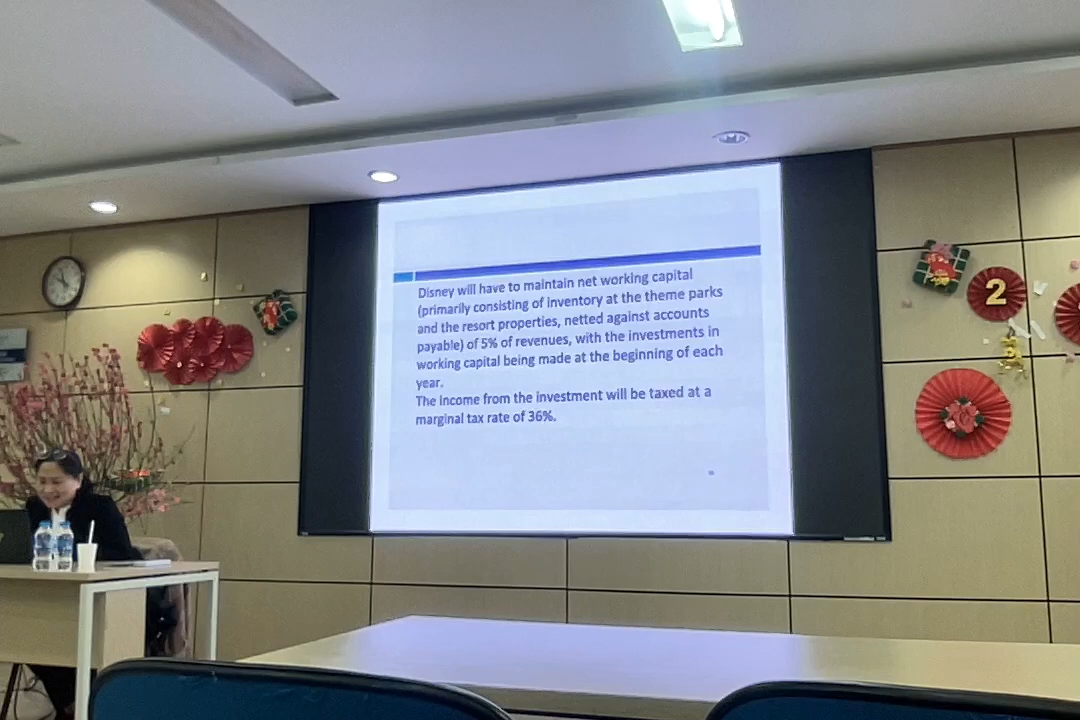 Disney will have to maintain net working capital
(primarily consisting of inventory at the theme parks
and the resort properties, netted against accounts
payable) of 5% of revenues, with the investments in
working capital being made at the beginning of each
year.
The income from the investment will be taxed at a
marginal tax rate of 36%.
2